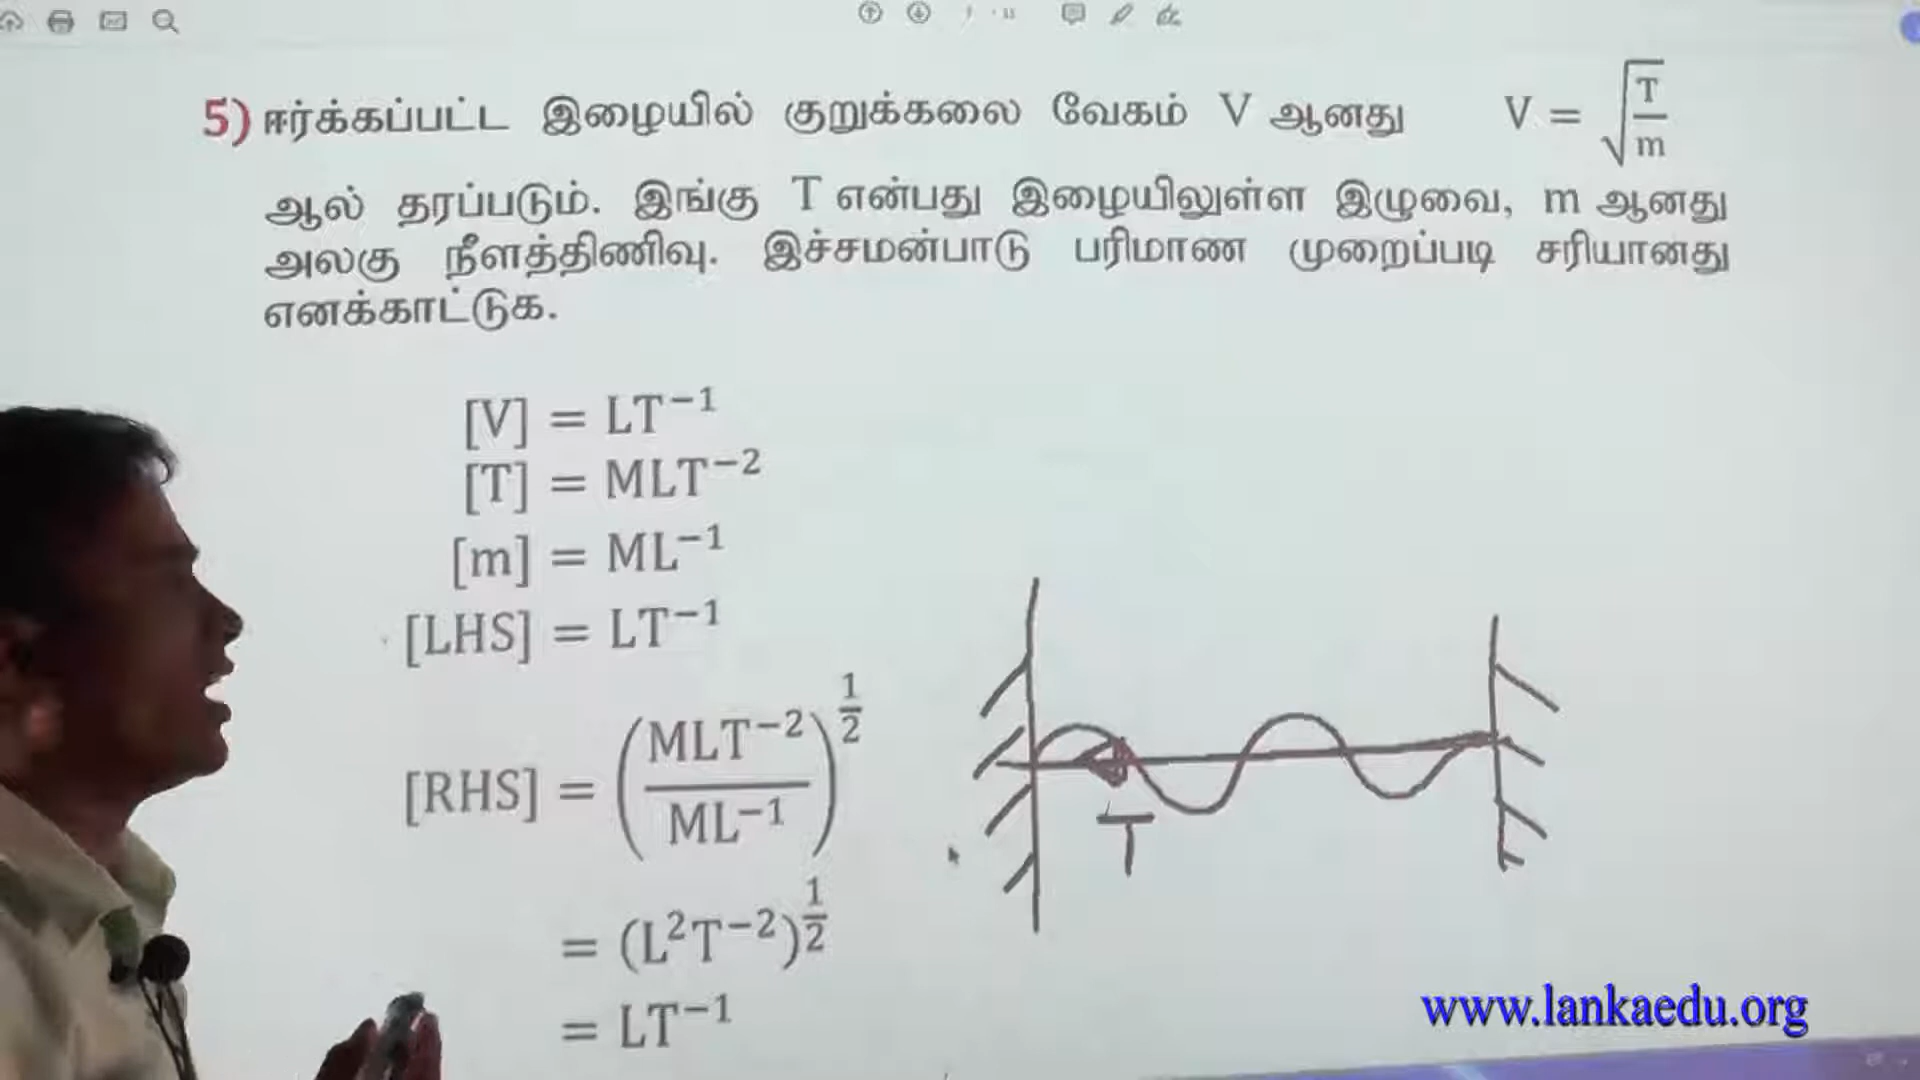 5) ஈர்க்கப்பட்ட இழையில் குறுக்கலை வேகம் V ஆனது V = √(T/m)
ஆல் தரப்படும். இங்கு T என்பது இழையிலுள்ள இழுவை, m ஆனது
அலகு நீளத்திணிவு. இச்சமன்பாடு பரிமாண முறைப்படி சரியானது
எனக்காட்டுக.
[V] = LT⁻¹
[T] = MLT⁻²
[m] = ML⁻¹
[LHS] = LT⁻¹
[RHS] = (MLT⁻²/ML⁻¹)^(1/2)
= (L²T⁻²)^(1/2)
= LT⁻¹
T
www.lankaedu.org